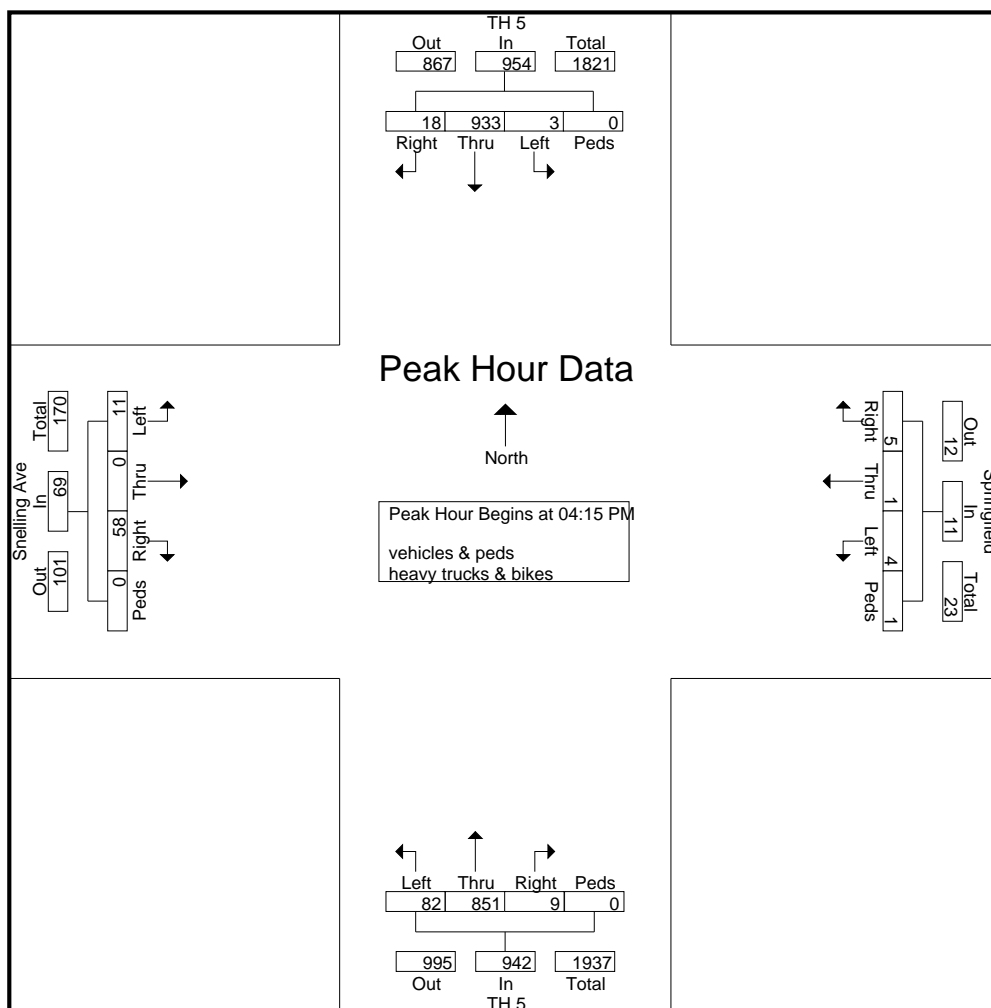 TH 5
Out In Total
867 954 1821
18 933 3 0
Right Thru Left Peds
Peak Hour Data
North
Peak Hour Begins at 04:15 PM
vehicles & peds
heavy trucks & bikes
Snelling Ave
Total In Out
170 69 101
11 0 58 0
Left Thru Right Peds
Right Thru Left Peds
5 1 4 1
Out In Total
12 11 23
Springfield
Left Thru Right Peds
82 851 9 0
995 942 1937
Out In Total
TH 5